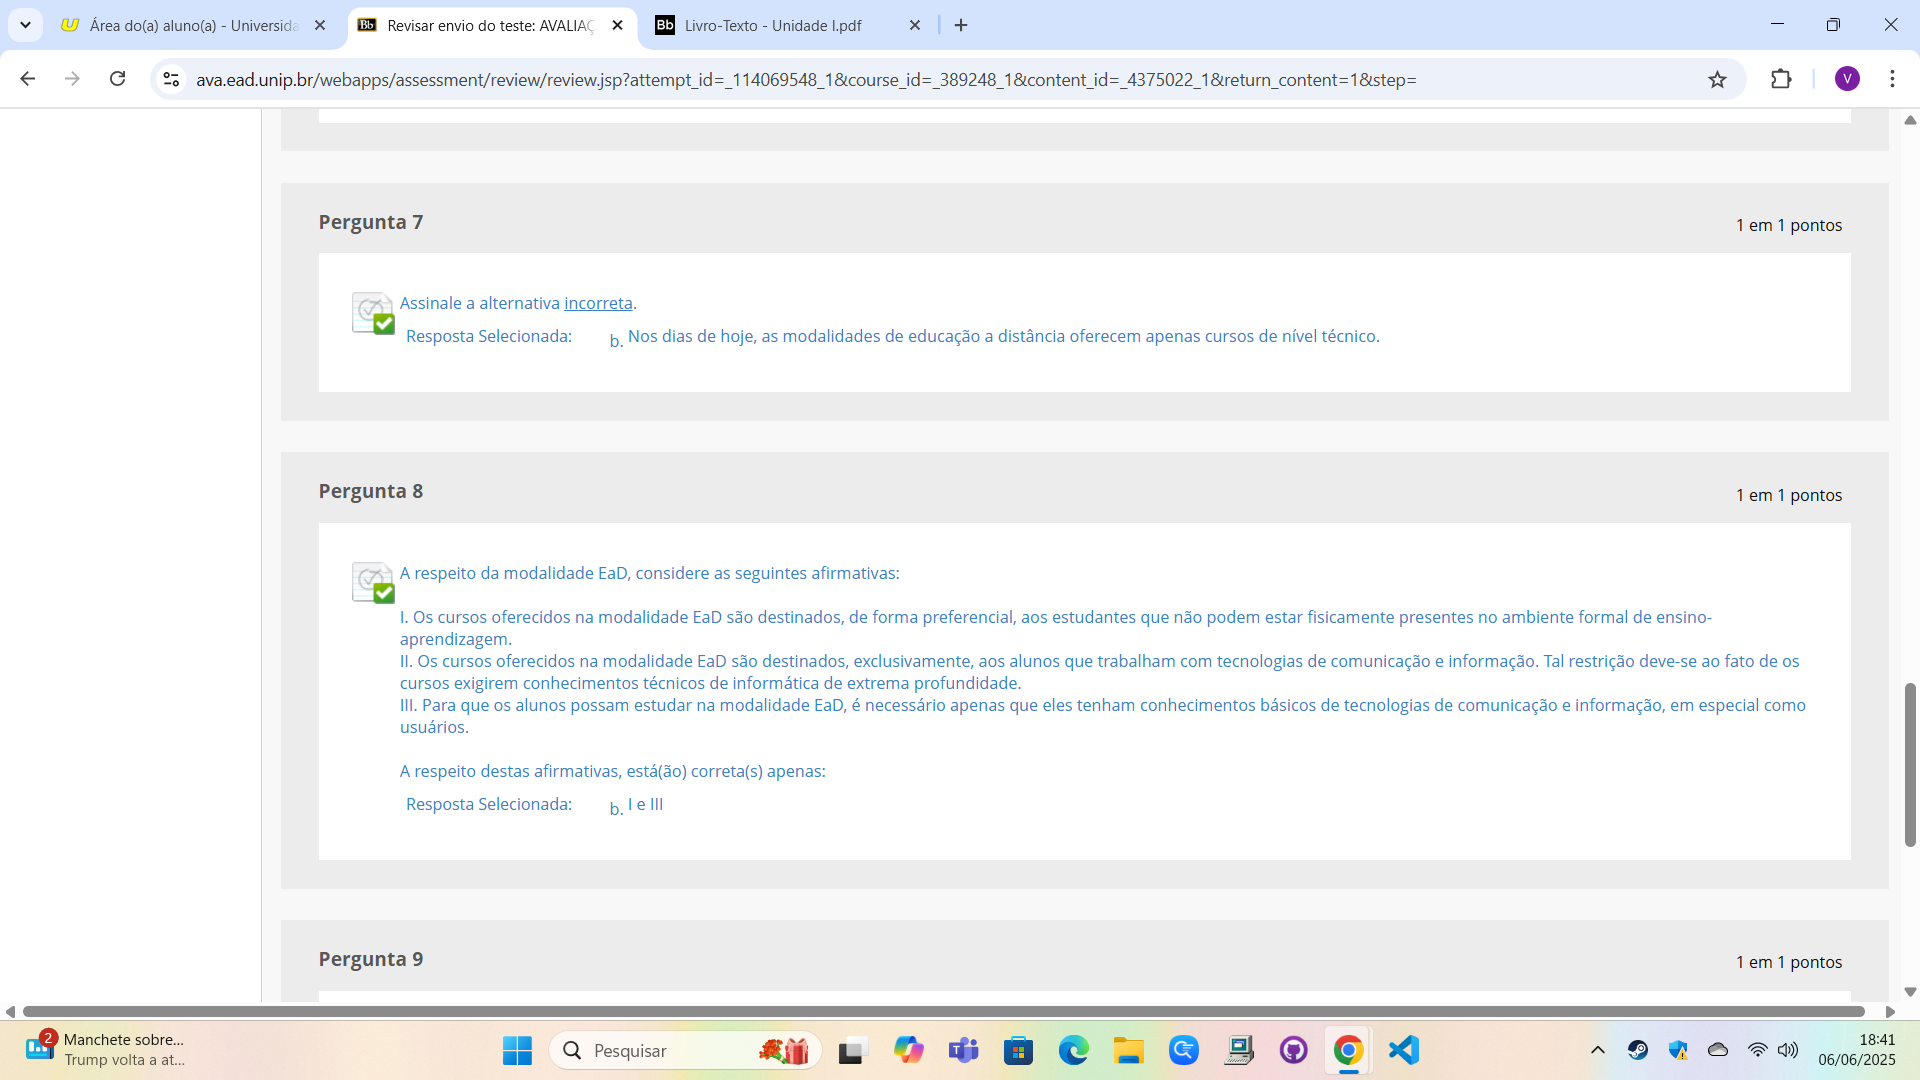 Área do(a) aluno(a) - Universida
Revisar envio do teste: AVALIAÇ
Livro-Texto - Unidade I.pdf
ava.ead.unip.br/webapps/assessment/review/review.jsp?attempt_id=_114069548_1&course_id=_389248_1&content_id=_4375022_1&return_content=1&step=
V
Pergunta 7
1 em 1 pontos
Assinale a alternativa incorreta.
Resposta Selecionada: b. Nos dias de hoje, as modalidades de educação a distância oferecem apenas cursos de nível técnico.
Pergunta 8
1 em 1 pontos
A respeito da modalidade EaD, considere as seguintes afirmativas:
I. Os cursos oferecidos na modalidade EaD são destinados, de forma preferencial, aos estudantes que não podem estar fisicamente presentes no ambiente formal de ensino-
aprendizagem.
II. Os cursos oferecidos na modalidade EaD são destinados, exclusivamente, aos alunos que trabalham com tecnologias de comunicação e informação. Tal restrição deve-se ao fato de os
cursos exigirem conhecimentos técnicos de informática de extrema profundidade.
III. Para que os alunos possam estudar na modalidade EaD, é necessário apenas que eles tenham conhecimentos básicos de tecnologias de comunicação e informação, em especial como
usuários.
A respeito destas afirmativas, está(ão) correta(s) apenas:
Resposta Selecionada: b. I e III
Pergunta 9
1 em 1 pontos
2
Manchete sobre...
Trump volta a at...
Pesquisar
18:41
06/06/2025